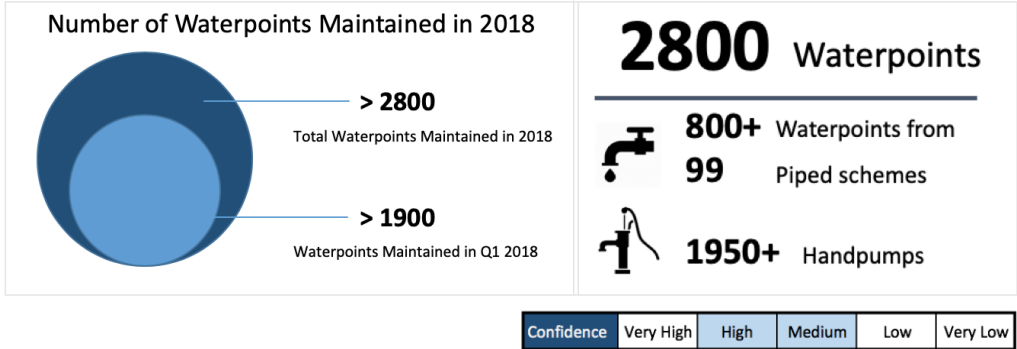 Number of Waterpoints Maintained in 2018
> 2800
Total Waterpoints Maintained in 2018
> 1900
Waterpoints Maintained in Q1 2018
2800 Waterpoints
800+ Waterpoints from
99 Piped schemes
1950+ Handpumps
Confidence Very High High Medium Low Very Low